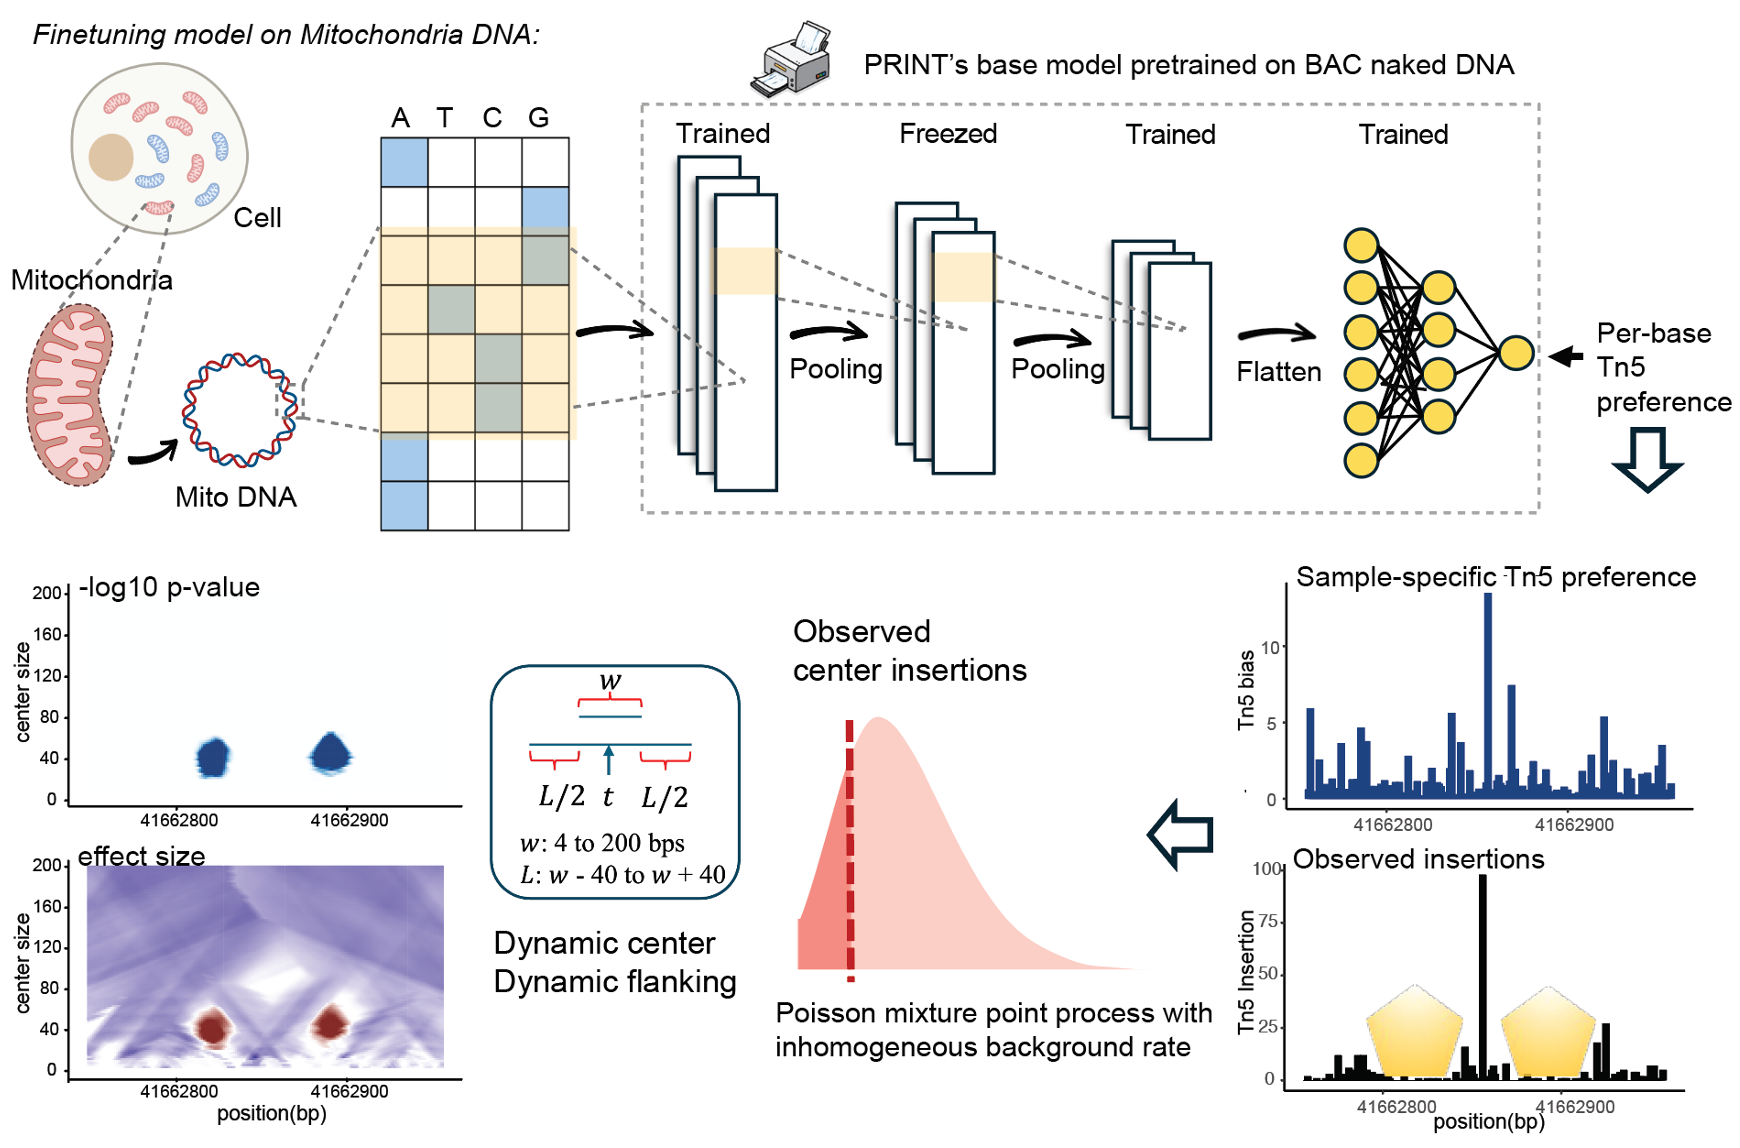 Finetuning model on Mitochondria DNA:
PRINT's base model pretrained on BAC naked DNA
A T C G
Trained
Freezed
Trained
Trained
Cell
Mitochondria
Mito DNA
Pooling
Pooling
Flatten
Per-base
Tn5
preference
-log10 p-value
center size
200
160
120
80
40
0
41662800
41662900
effect size
center size
200
160
120
80
40
0
41662800
41662900
position(bp)
w
L/2 t L/2
w: 4 to 200 bps
L: w - 40 to w + 40
Dynamic center
Dynamic flanking
Observed
center insertions
Poisson mixture point process with
inhomogeneous background rate
Sample-specific Tn5 preference
Tn5 bias
10
5
0
41662800
41662900
Observed insertions
Tn5 Insertion
100
75
50
25
0
41662800
41662900
position(bp)